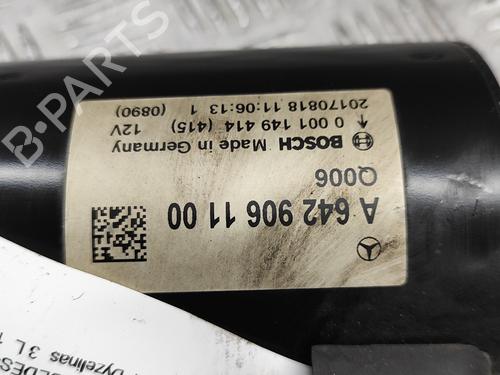 A 642 906 11 00
Q006
BOSCH Made in Germany 12V
0 001 149 414 (415)
20170818 11:06:13 1 (0890)
Dyzelinas 3 L
B-PARTS